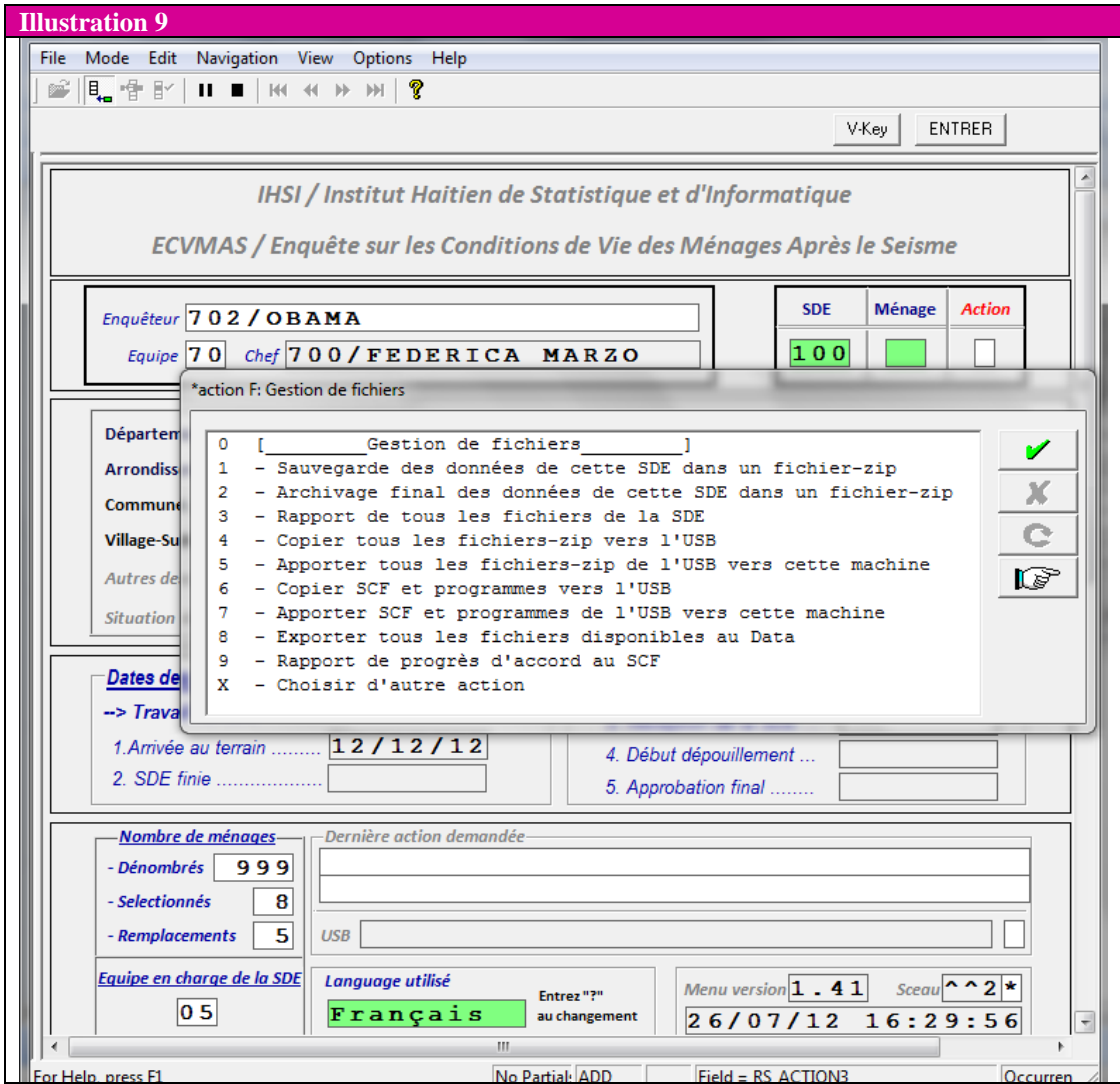 Illustration 9
File Mode Edit Navigation View Options Help
V-Key ENTRER
IHSI / Institut Haitien de Statistique et d'Informatique
ECVMAS / Enquête sur les Conditions de Vie des Ménages Après le Seisme
Enquêteur 702/OBAMA
Equipe 70 Chef 700/FEDERICA MARZO
SDE Ménage Action
100
*action F: Gestion de fichiers
0 [________Gestion de fichiers________]
1 - Sauvegarde des données de cette SDE dans un fichier-zip
2 - Archivage final des données de cette SDE dans un fichier-zip
3 - Rapport de tous les fichiers de la SDE
4 - Copier tous les fichiers-zip vers l'USB
5 - Apporter tous les fichiers-zip de l'USB vers cette machine
6 - Copier SCF et programmes vers l'USB
7 - Apporter SCF et programmes de l'USB vers cette machine
8 - Exporter tous les fichiers disponibles au Data
9 - Rapport de progrès d'accord au SCF
X - Choisir d'autre action
Départem
Arrondiss
Commune
Village-Su
Autres de
Situation
Dates de
--> Trava
1.Arrivée au terrain ......... 12/12/12
2. SDE finie ...................
4. Début dépouillement ...
5. Approbation final ........
Nombre de ménages
- Dénombrés 999
- Selectionnés 8
- Remplacements 5
Dernière action demandée
USB
Equipe en charge de la SDE
05
Language utilisé
Français
Entrez "?"
au changement
Menu version 1.41 Sceau ^^2*
26/07/12 16:29:56
For Help, press F1 No Partial: ADD Field = RS_ACTION3 Occurren